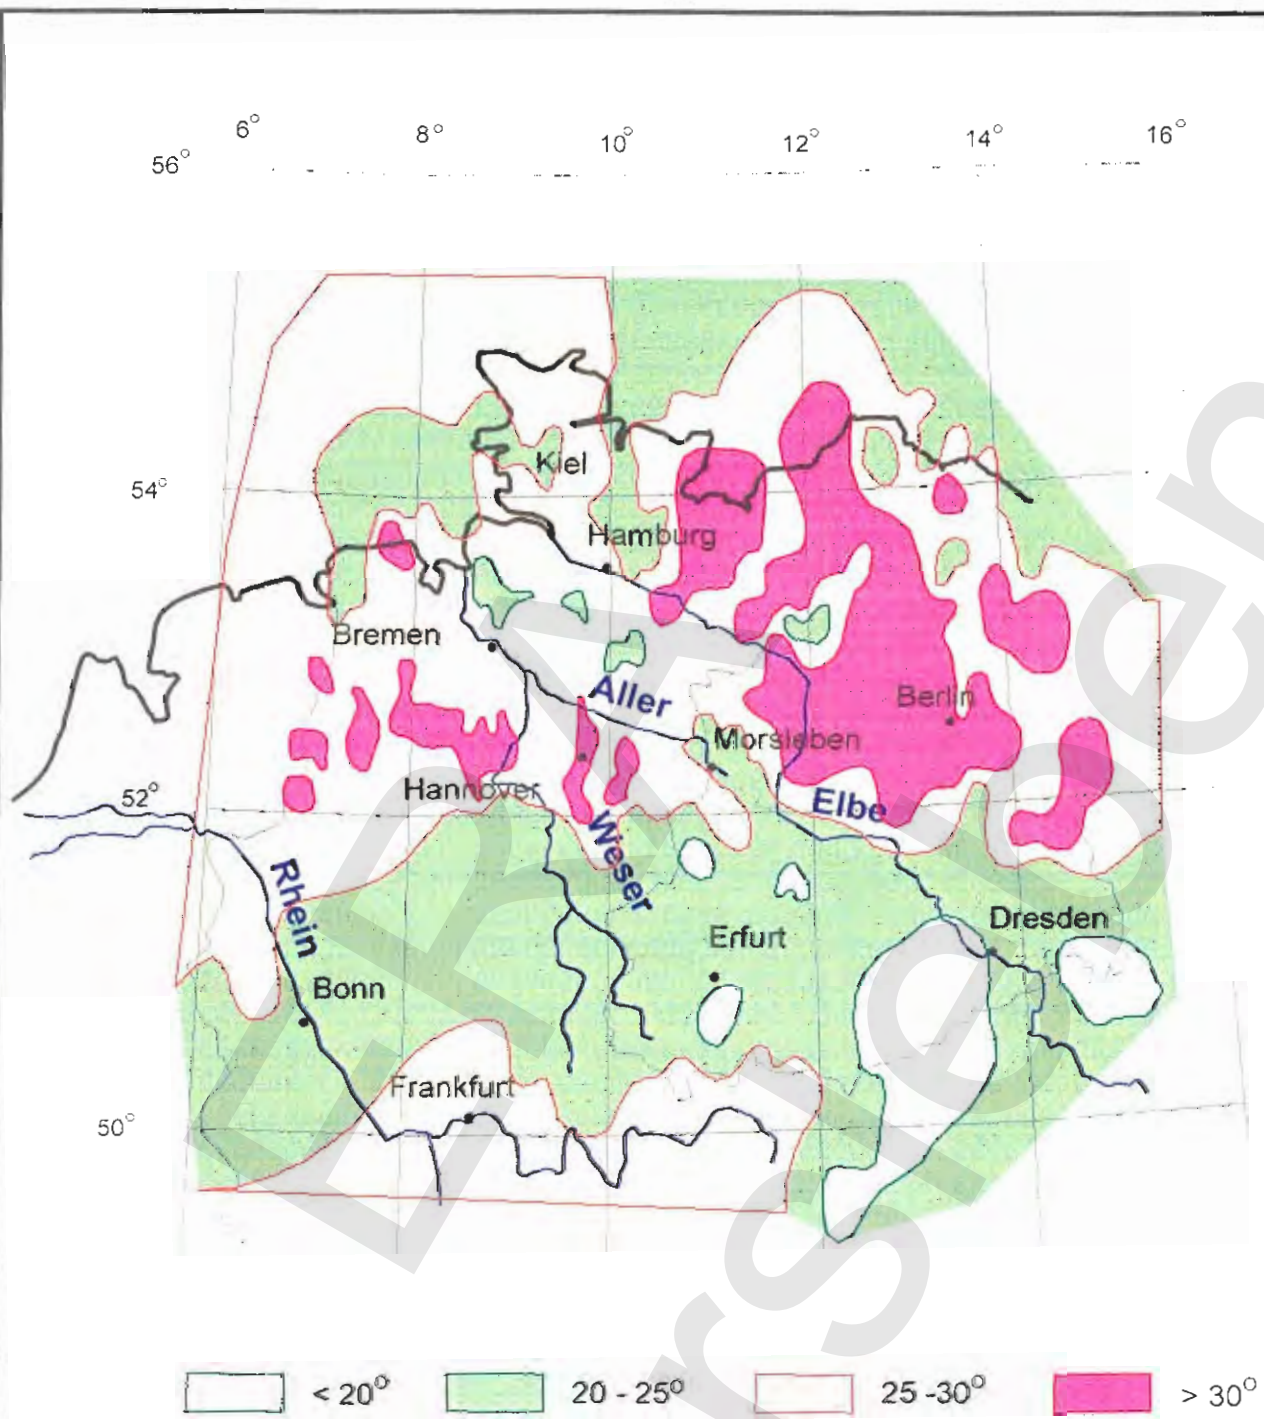 6° 8° 10° 12° 14° 16°
56°
Kiel
54°
Hamburg
Bremen
Aller
Berlin
Morsleben
Hannover
52°
Elbe
Weser
Rhein
Dresden
Erfurt
Bonn
Frankfurt
50°
< 20° 20 - 25° 25 -30° > 30°